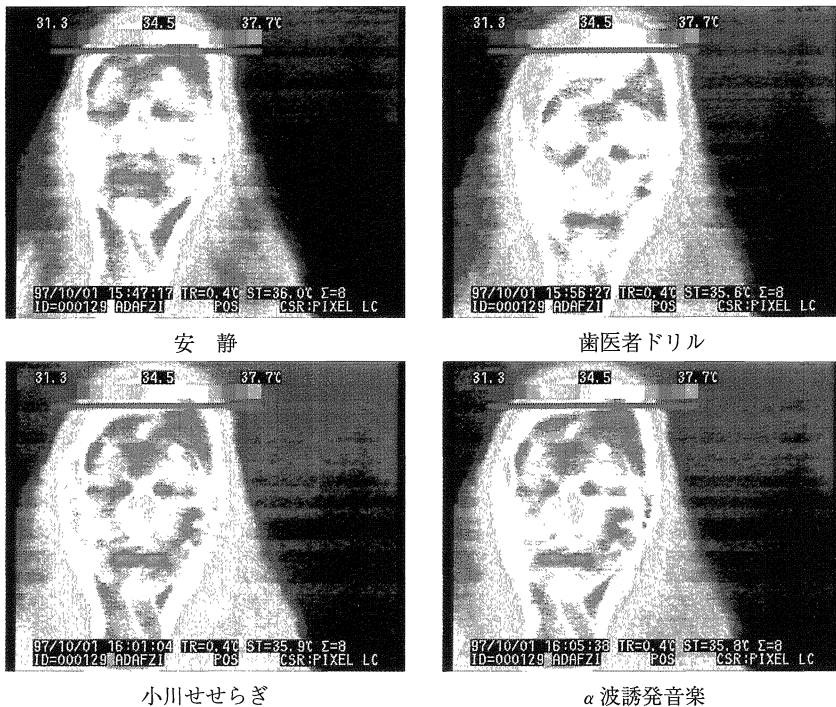 31.3 34.5 37.7℃
97/10/01 15:47:17 TR=0.4℃ ST=36.0℃ Σ=8
ID=000129 ADAFZI POS CSR:PIXEL LC
安 静
31.3 34.5 37.7℃
97/10/01 15:56:27 TR=0.4℃ ST=35.6℃ Σ=8
ID=000129 ADAFZI POS CSR:PIXEL LC
歯医者ドリル
31.3 34.5 37.7℃
97/10/01 16:01:04 TR=0.4℃ ST=35.9℃ Σ=8
ID=000129 ADAFZI POS CSR:PIXEL LC
小川せせらぎ
31.3 34.5 37.7℃
97/10/01 16:05:38 TR=0.4℃ ST=35.8℃ Σ=8
ID=000129 ADAFZI POS CSR:PIXEL LC
α波誘発音楽